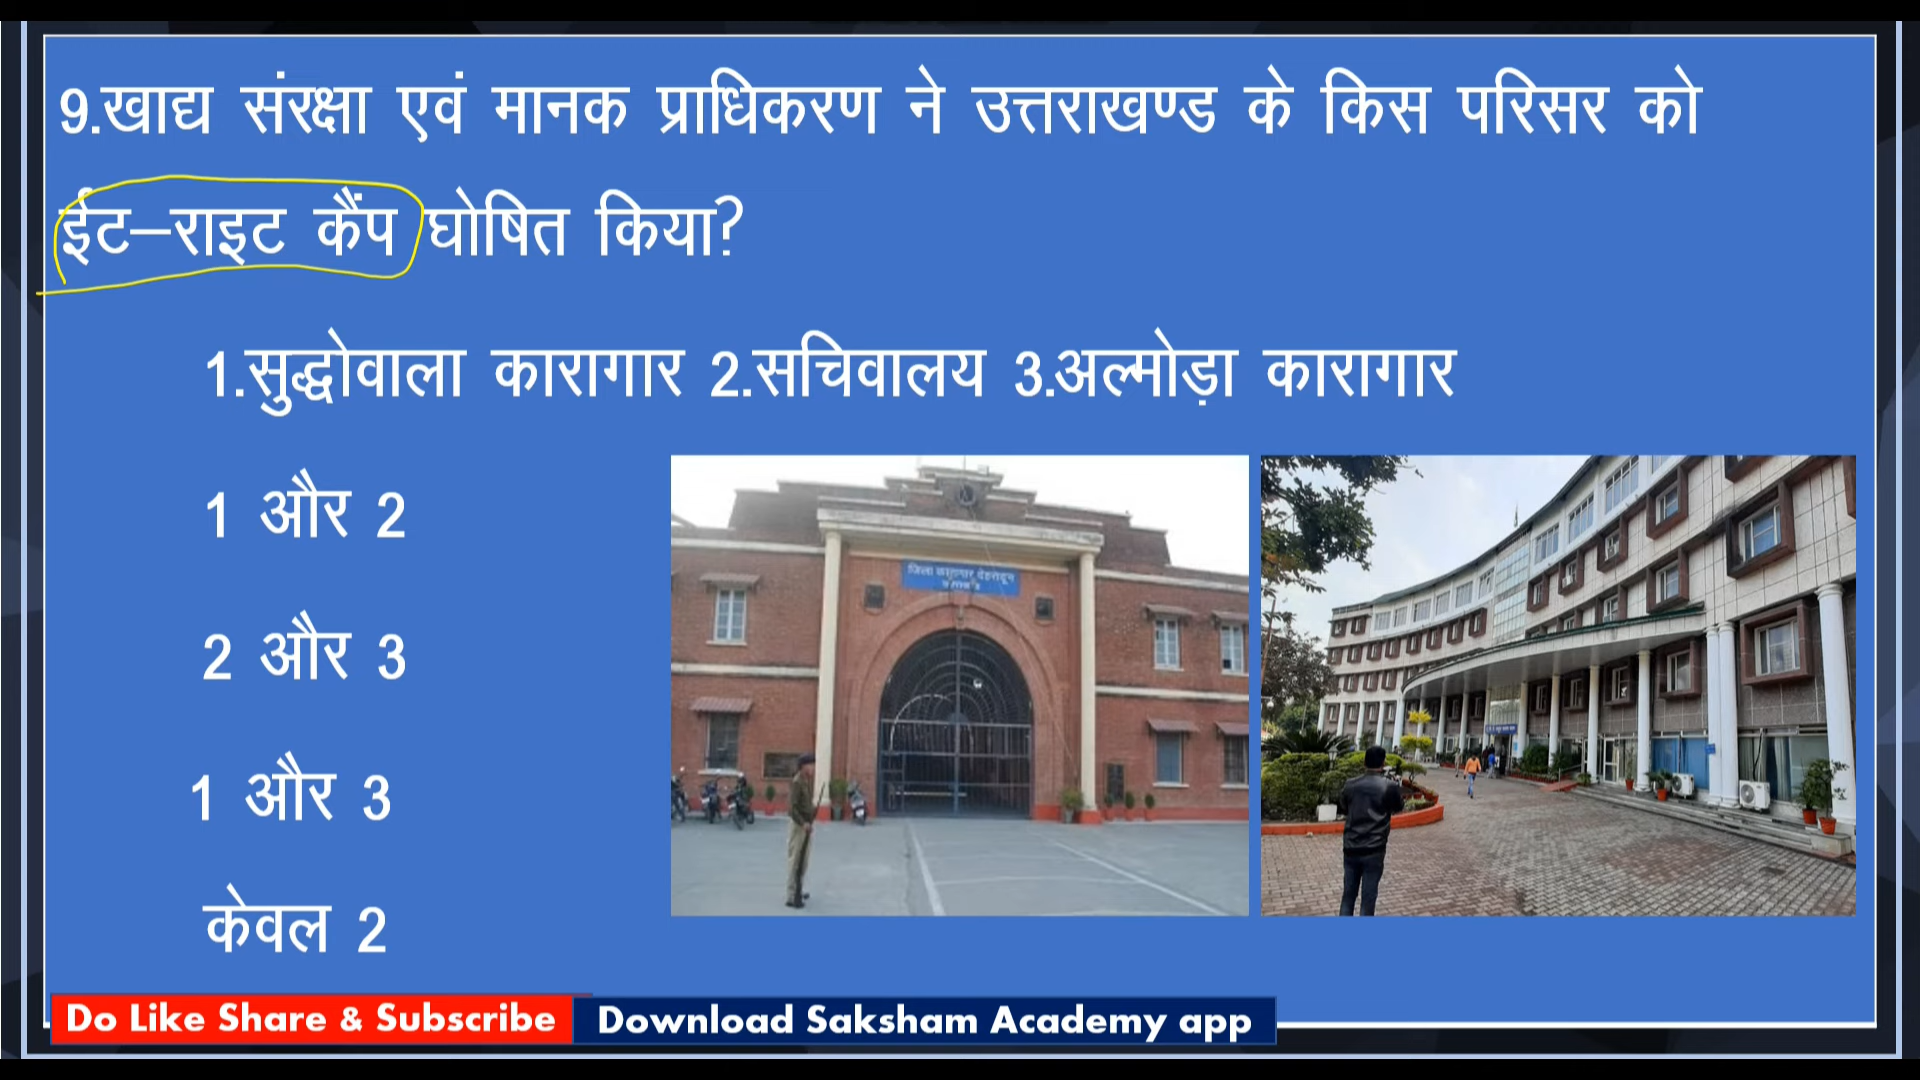 9.खाद्य संरक्षा एवं मानक प्राधिकरण ने उत्तराखण्ड के किस परिसर को
ईट–राइट कैंप घोषित किया?
1.सुद्धोवाला कारागार 2.सचिवालय 3.अल्मोड़ा कारागार
1 और 2
2 और 3
1 और 3
केवल 2
जिला कारागार देहरादून
Do Like Share & Subscribe
Download Saksham Academy app